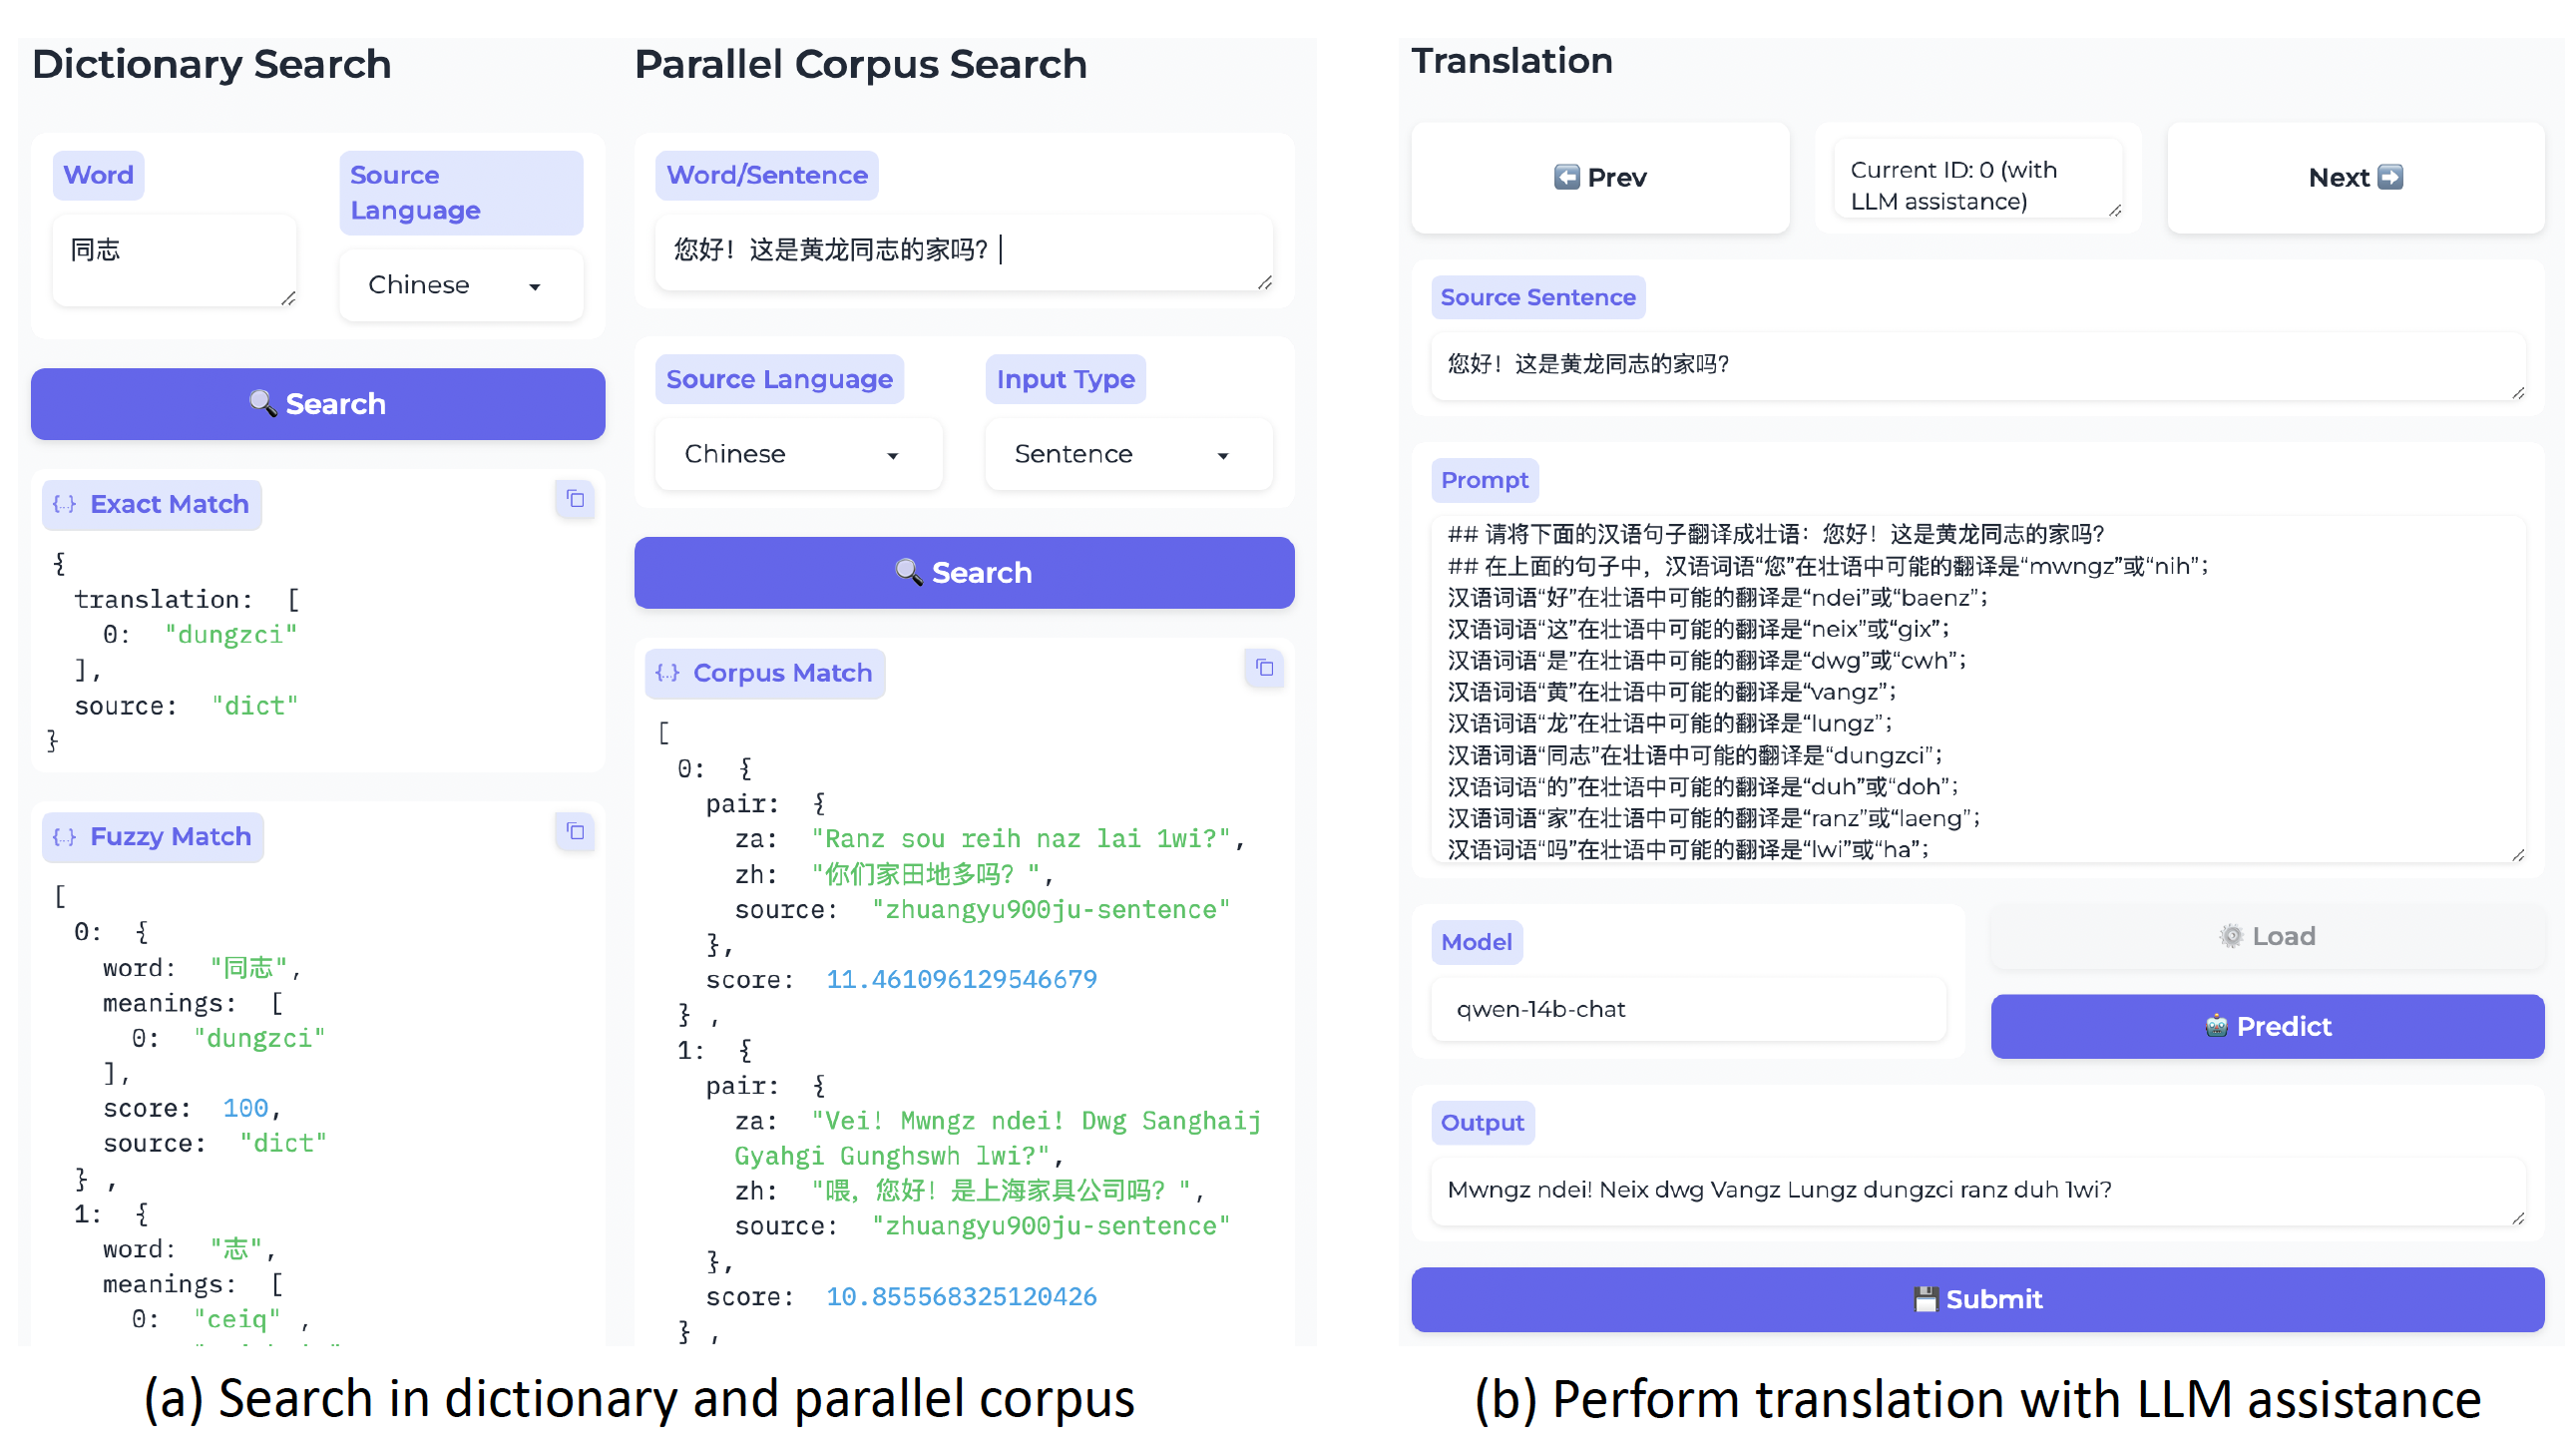 Dictionary Search
Word
同志
Source
Language
Chinese
Search
{..} Exact Match
{
translation: [
0: "dungzci"
],
source: "dict"
}
{..} Fuzzy Match
[
0: {
word: "同志",
meanings: [
0: "dungzci"
],
score: 100,
source: "dict"
} ,
1: {
word: "志",
meanings: [
0: "ceiq" ,
Parallel Corpus Search
Word/Sentence
您好！这是黄龙同志的家吗？
Source Language
Chinese
Input Type
Sentence
Search
{..} Corpus Match
[
0: {
pair: {
za: "Ranz sou reih naz lai 1wi?",
zh: "你们家田地多吗？",
source: "zhuangyu900ju-sentence"
},
score: 11.461096129546679
} ,
1: {
pair: {
za: "Vei! Mwngz ndei! Dwg Sanghaij
Gyahgi Gunghswh lwi?",
zh: "喂，您好！是上海家具公司吗？",
source: "zhuangyu900ju-sentence"
},
score: 10.855568325120426
} ,
(a) Search in dictionary and parallel corpus
Translation
Prev
Current ID: 0 (with
LLM assistance)
Next
Source Sentence
您好！这是黄龙同志的家吗？
Prompt
## 请将下面的汉语句子翻译成壮语：您好！这是黄龙同志的家吗？
## 在上面的句子中，汉语词语“您”在壮语中可能的翻译是“mwngz”或“nih”；
汉语词语“好”在壮语中可能的翻译是“ndei”或“baenz”；
汉语词语“这”在壮语中可能的翻译是“neix”或“gix”；
汉语词语“是”在壮语中可能的翻译是“dwg”或“cwh”；
汉语词语“黄”在壮语中可能的翻译是“vangz”；
汉语词语“龙”在壮语中可能的翻译是“lungz”；
汉语词语“同志”在壮语中可能的翻译是“dungzci”；
汉语词语“的”在壮语中可能的翻译是“duh”或“doh”；
汉语词语“家”在壮语中可能的翻译是“ranz”或“laeng”；
汉语词语“吗”在壮语中可能的翻译是“lwi”或“ha”；
Model
qwen-14b-chat
Load
Predict
Output
Mwngz ndei! Neix dwg Vangz Lungz dungzci ranz duh 1wi?
Submit
(b) Perform translation with LLM assistance